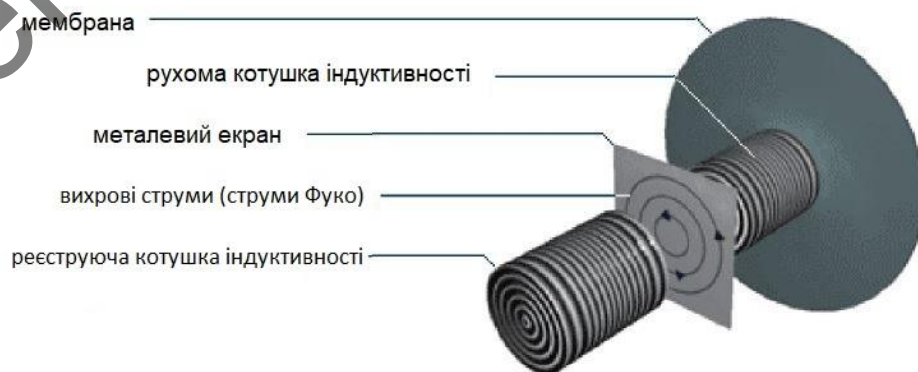 мембрана
рухома котушка індуктивності
металевий екран
вихрові струми (струми Фуко)
реєструюча котушка індуктивності